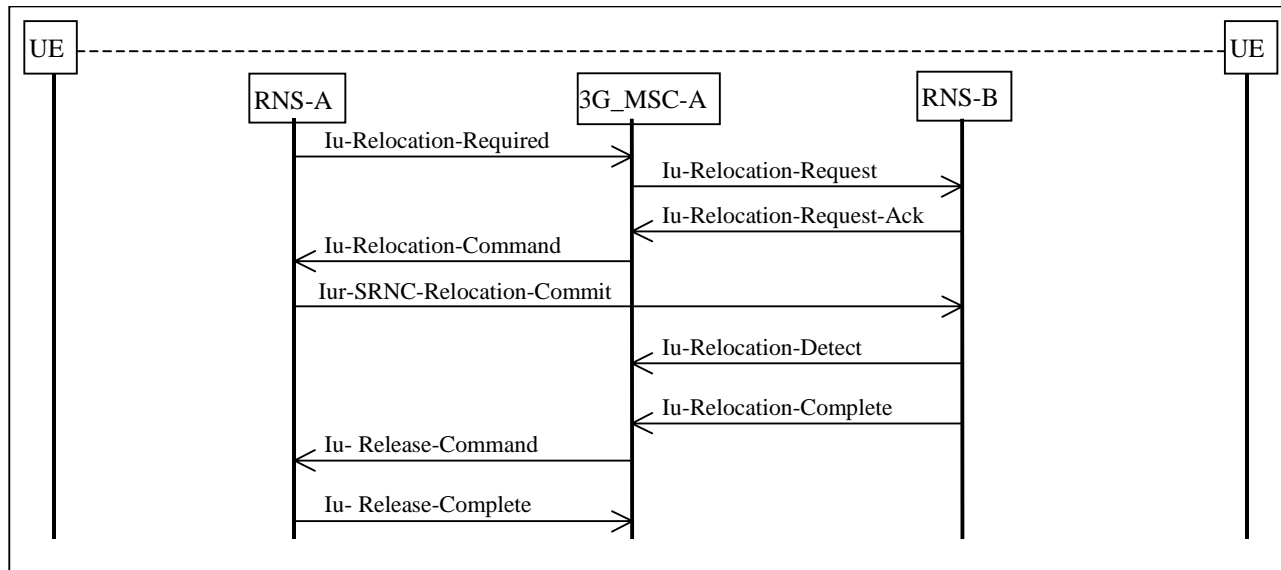 UE
UE
RNS-A
3G_MSC-A
RNS-B
Iu-Relocation-Required
Iu-Relocation-Request
Iu-Relocation-Request-Ack
Iu-Relocation-Command
Iur-SRNC-Relocation-Commit
Iu-Relocation-Detect
Iu-Relocation-Complete
Iu- Release-Command
Iu- Release-Complete